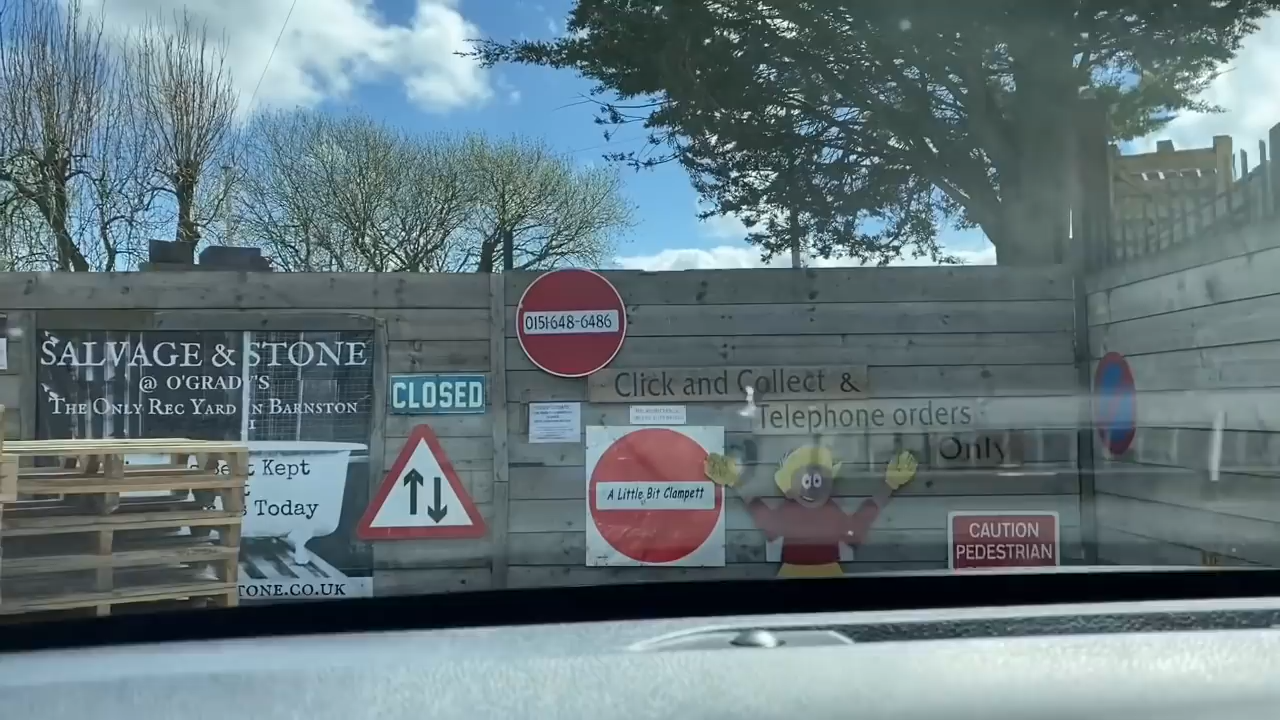 SALVAGE & STONE
@ O'GRADY'S
THE ONLY REC YARD IN BARNSTON
Kept
Today
TONE.CO.UK
CLOSED
0151-648-6486
Click and Collect &
Telephone orders
Only
A Little Bit Clampett
CAUTION
PEDESTRIAN